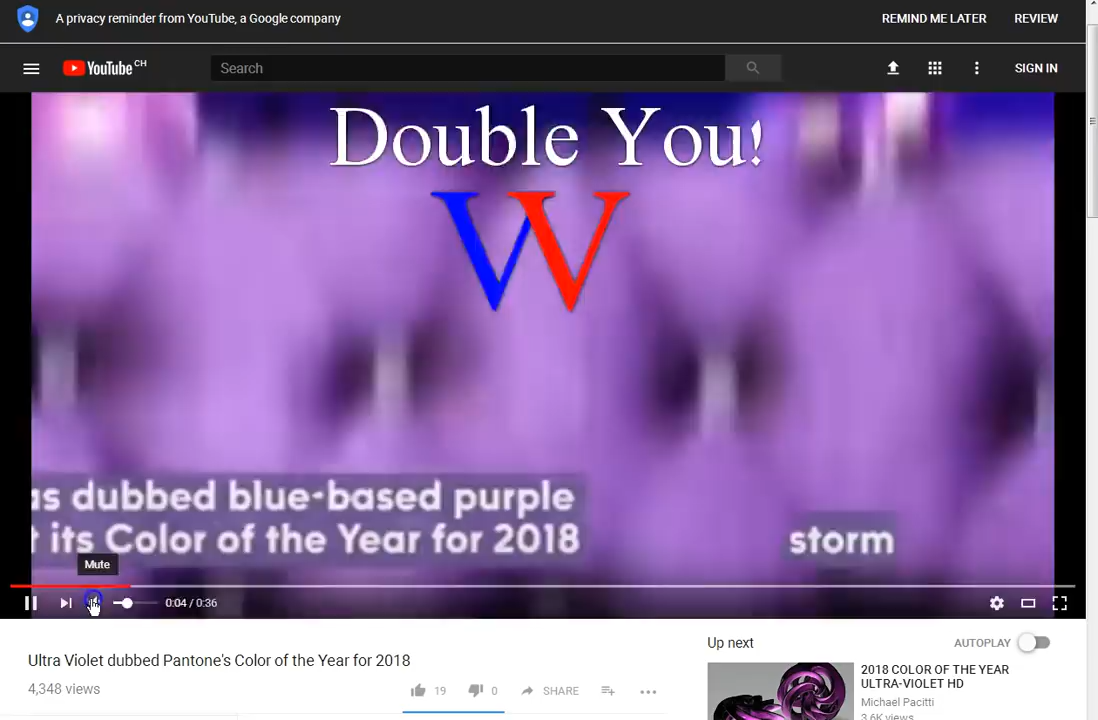 A privacy reminder from YouTube, a Google company
REMIND ME LATER
REVIEW
YouTube CH
Search
SIGN IN
Double You!
W
as dubbed blue-based purple
t its Color of the Year for 2018
storm
Mute
0:04 / 0:36
Ultra Violet dubbed Pantone's Color of the Year for 2018
4,348 views
19
0
SHARE
Up next
AUTOPLAY
2018 COLOR OF THE YEAR
ULTRA-VIOLET HD
Michael Pacitti
3.6K views